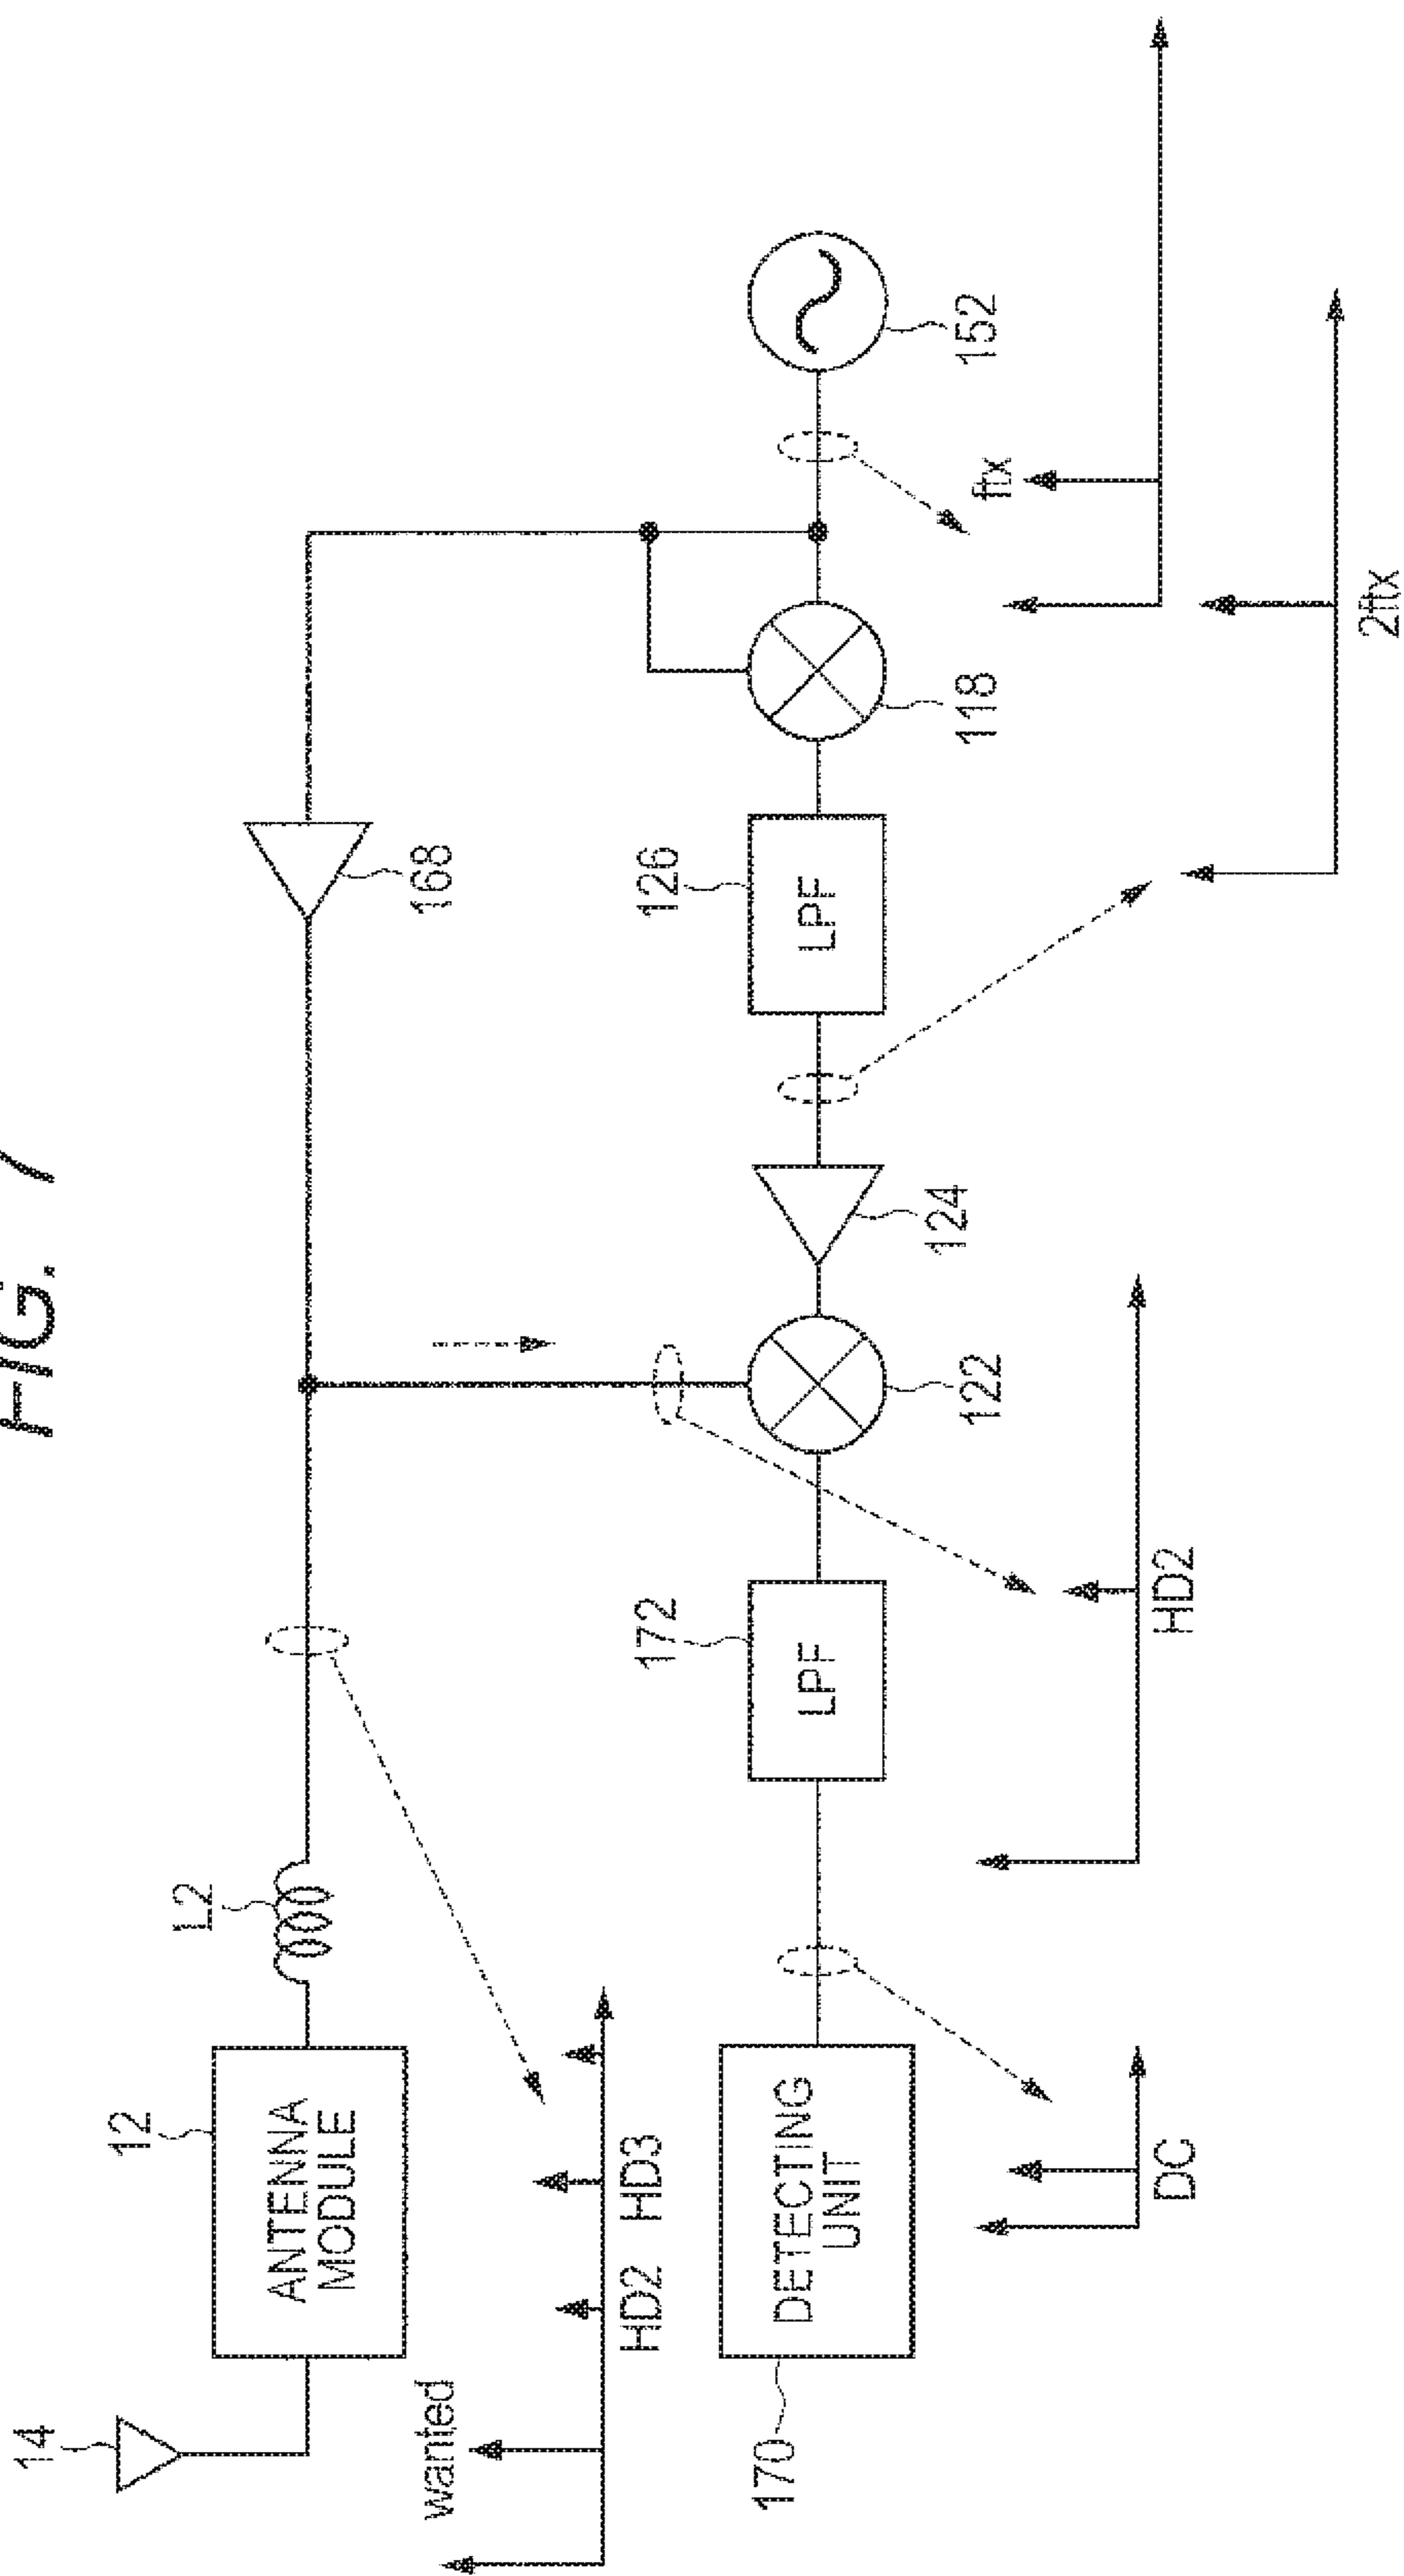 FIG. 7
14
12
ANTENNA
MODULE
L2
168
wanted
HD2
HD3
170
DETECTING
UNIT
172
LPF
122
124
126
LPF
118
152
ftx
DC
HD2
2ftx